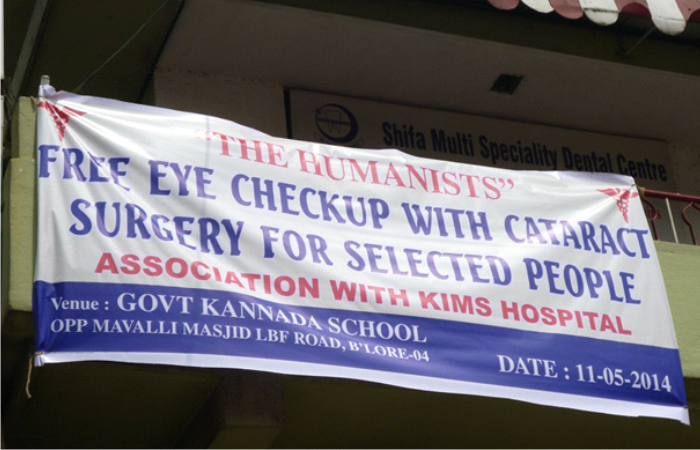 Shifa Multi Speciality Dental Centre
"THE HUMANISTS"
FREE EYE CHECKUP WITH CATARACT
SURGERY FOR SELECTED PEOPLE
ASSOCIATION WITH KIMS HOSPITAL
Venue : GOVT KANNADA SCHOOL
OPP MAVALLI MASJID LBF ROAD, B'LORE-04
DATE : 11-05-2014